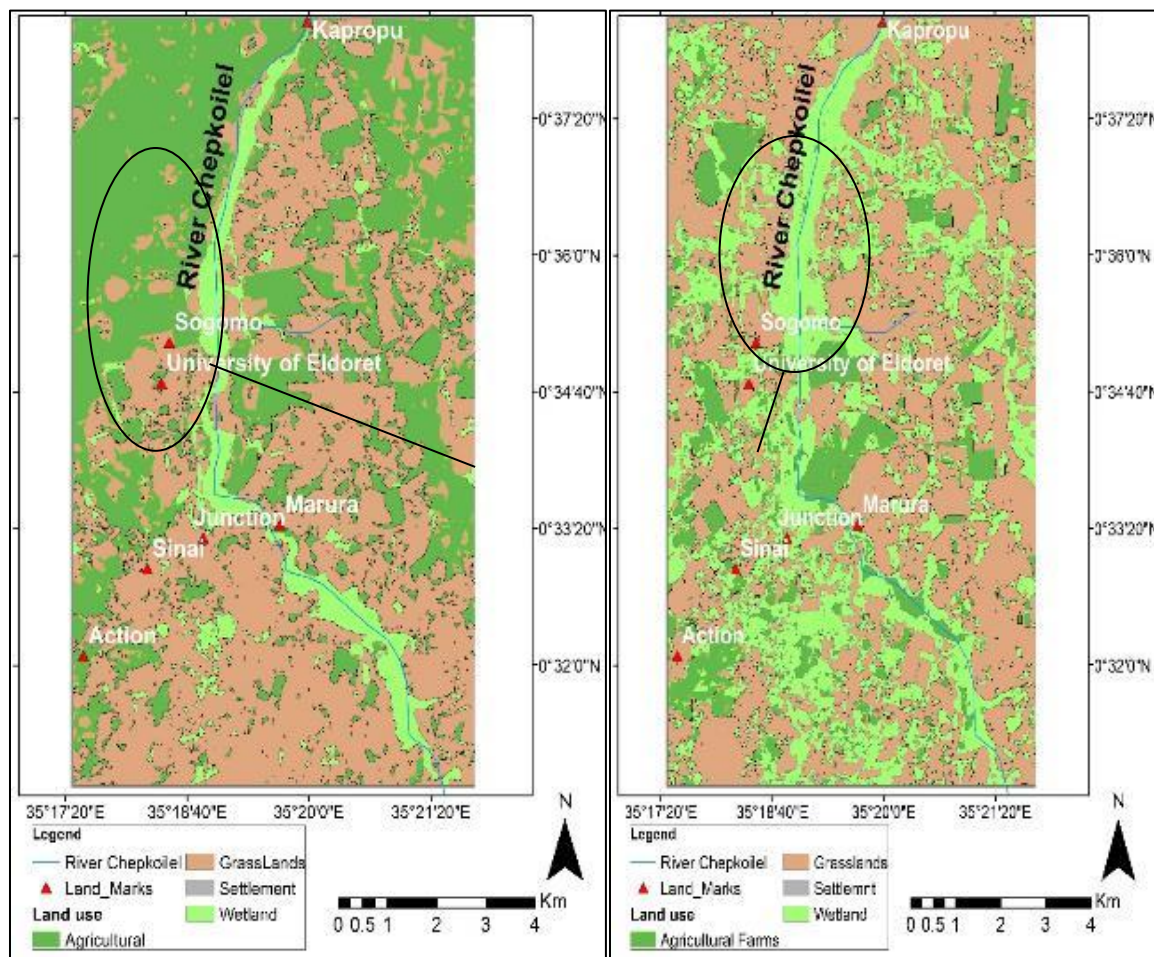 Kapropu
River Chepkoilel
0°37'20"N
0°36'0"N
Sogomo
University of Eldoret
0°34'40"N
Marura
Junction
0°33'20"N
Sinai
Action
0°32'0"N
35°17'20"E 35°18'40"E 35°20'0"E 35°21'20"E
N
Legend
River Chepkoilel
Land_Marks
Land use
Agricultural
GrassLands
Settlement
Wetland
Km
0 0.5 1 2 3 4
Kapropu
River Chepkoilel
0°37'20"N
0°36'0"N
Sogomo
University of Eldoret
0°34'40"N
Marura
Junction
0°33'20"N
Sinai
Action
0°32'0"N
35°17'20"E 35°18'40"E 35°20'0"E 35°21'20"E
N
Legend
River Chepkoilel
Land_Marks
Land use
Agricultural Farms
Grasslands
Settlemnt
Wetland
Km
0 0.5 1 2 3 4